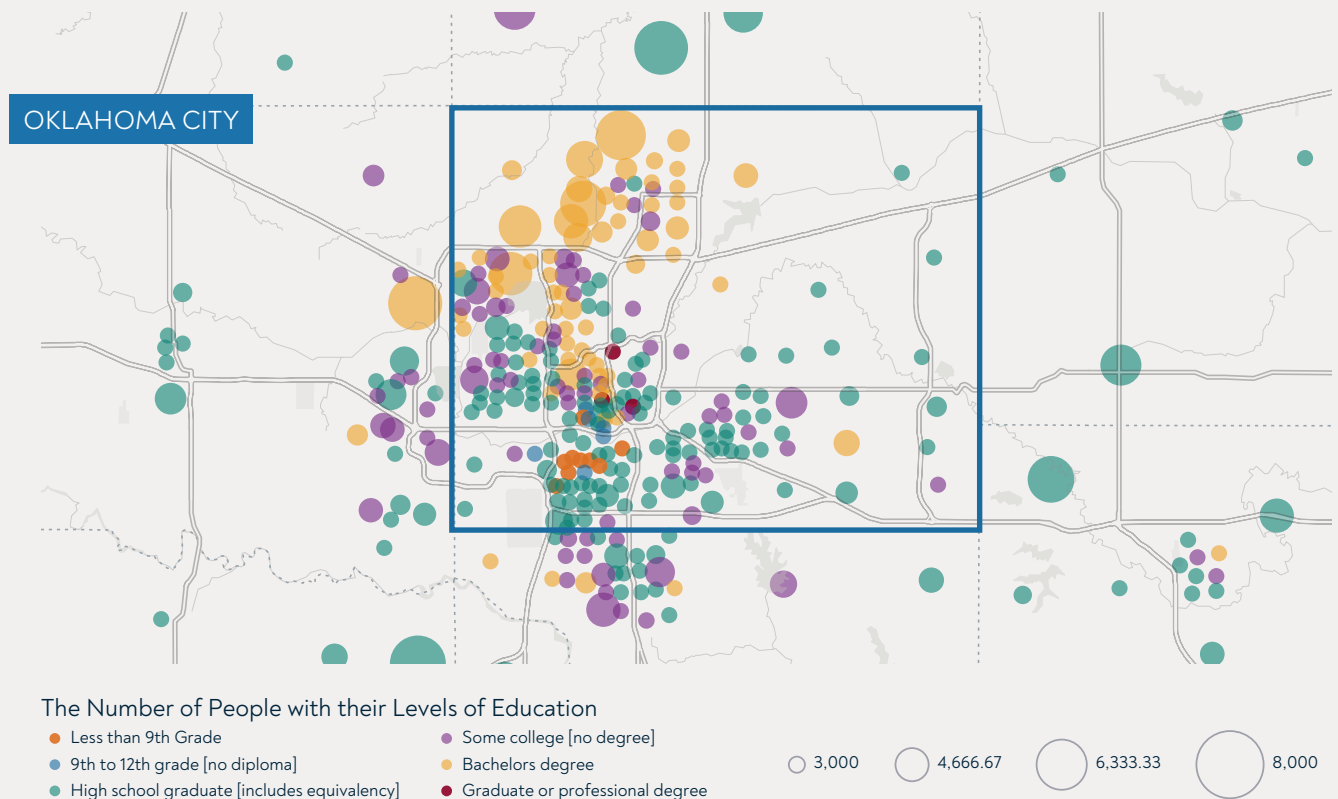 OKLAHOMA CITY
The Number of People with their Levels of Education
Less than 9th Grade
9th to 12th grade [no diploma]
High school graduate [includes equivalency]
Some college [no degree]
Bachelors degree
Graduate or professional degree
3,000 4,666.67 6,333.33 8,000